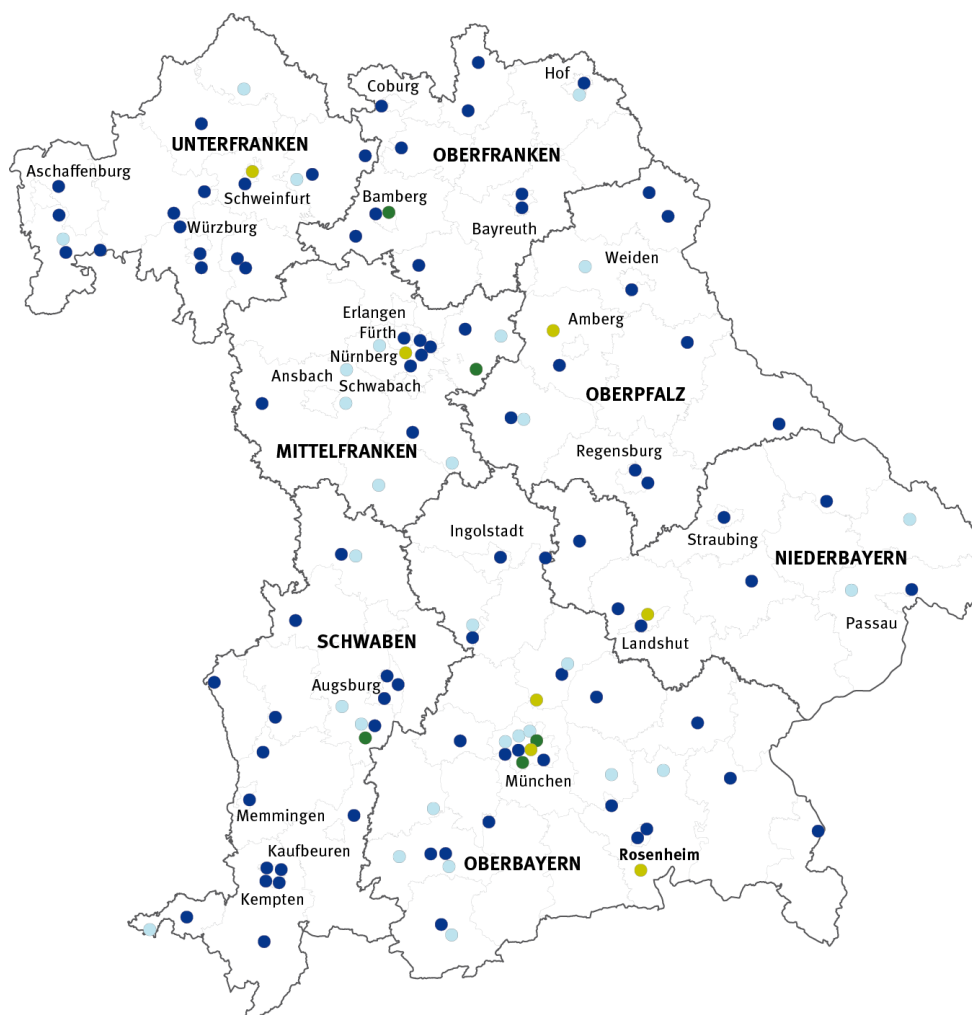 Hof
Coburg
UNTERFRANKEN
OBERFRANKEN
Aschaffenburg
Schweinfurt
Bamberg
Würzburg
Bayreuth
Weiden
Erlangen
Fürth
Amberg
Nürnberg
Ansbach
Schwabach
OBERPFALZ
MITTELFRANKEN
Regensburg
Ingolstadt
Straubing
NIEDERBAYERN
Passau
SCHWABEN
Landshut
Augsburg
München
Memmingen
Kaufbeuren
Rosenheim
OBERBAYERN
Kempten